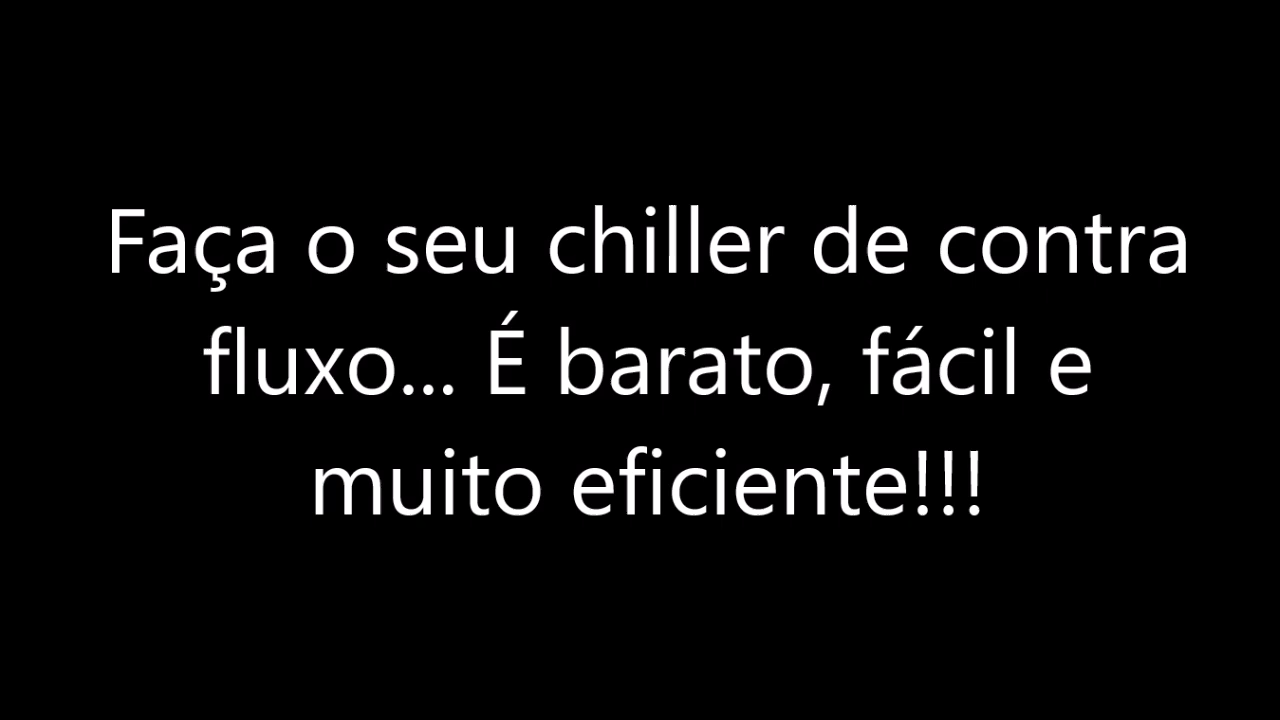 Faça o seu chiller de contra
fluxo... É barato, fácil e
muito eficiente!!!